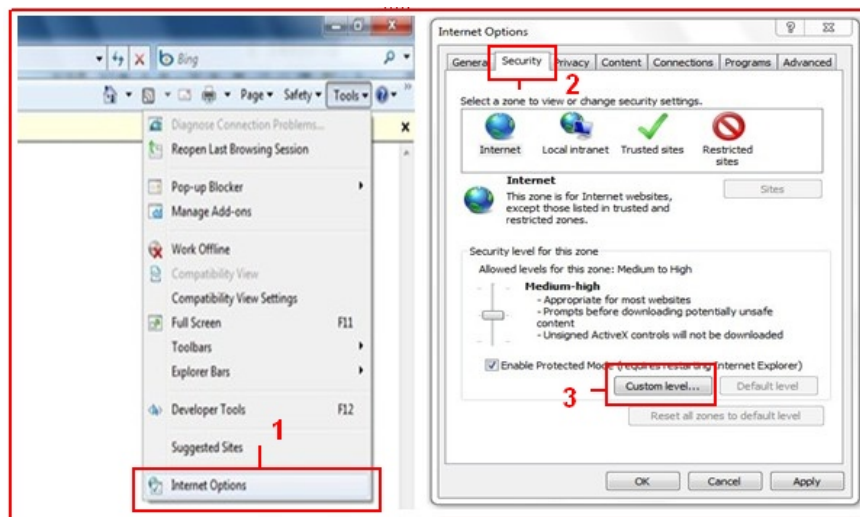 Bing
Page Safety Tools
Diagnose Connection Problems...
Reopen Last Browsing Session
Pop-up Blocker
Manage Add-ons
Work Offline
Compatibility View
Compatibility View Settings
Full Screen F11
Toolbars
Explorer Bars
Developer Tools F12
1
Suggested Sites
Internet Options
Internet Options
General Security Privacy Content Connections Programs Advanced
2
Select a zone to view or change security settings.
Internet Local intranet Trusted sites Restricted
sites
Internet
Sites
This zone is for Internet websites,
except those listed in trusted and
restricted zones.
Security level for this zone
Allowed levels for this zone: Medium to High
Medium-high
- Appropriate for most websites
- Prompts before downloading potentially unsafe
content
- Unsigned ActiveX controls will not be downloaded
Enable Protected Mode (requires restarting Internet Explorer)
3
Custom level... Default level
Reset all zones to default level
OK Cancel Apply